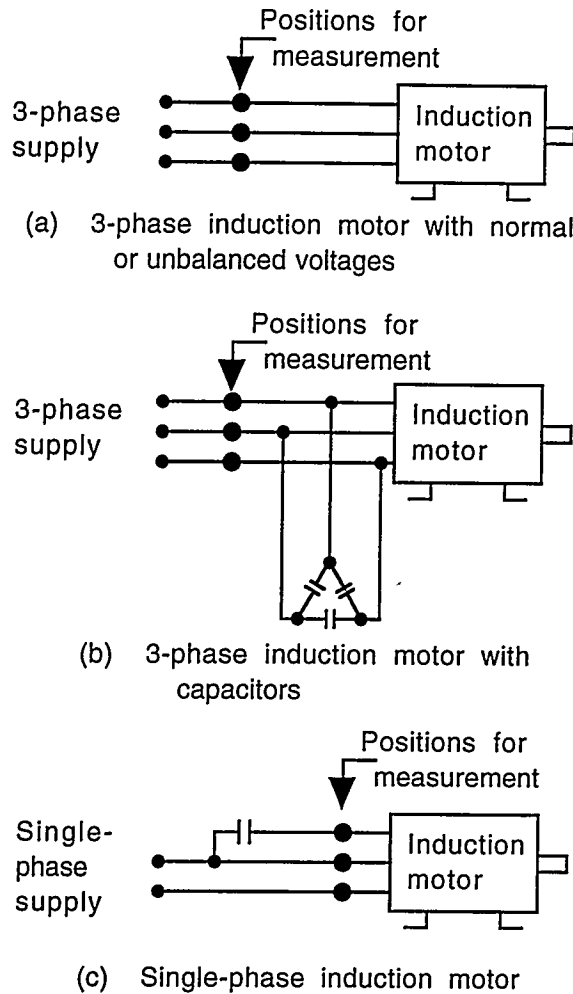 Positions for
measurement
3-phase
supply
Induction
motor
(a) 3-phase induction motor with normal
or unbalanced voltages
Positions for
measurement
3-phase
supply
Induction
motor
(b) 3-phase induction motor with
capacitors
Positions for
measurement
Single-
phase
supply
Induction
motor
(c) Single-phase induction motor